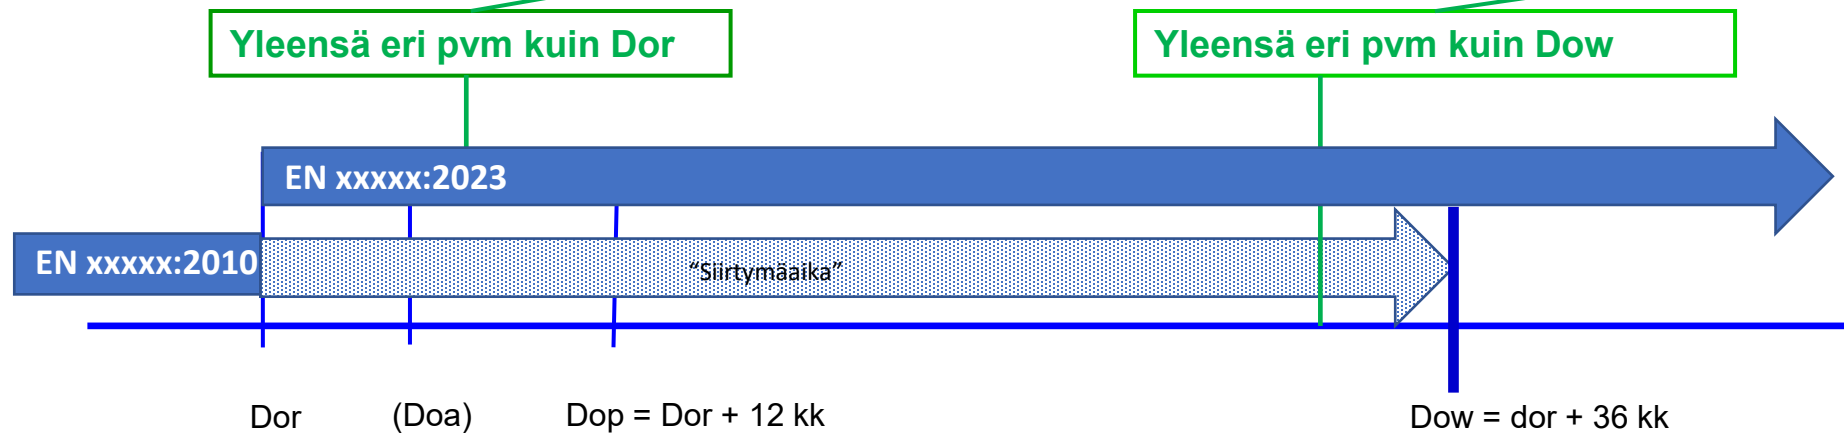 Yleensä eri pvm kuin Dor
Yleensä eri pvm kuin Dow
EN xxxxx:2023
EN xxxxx:2010
“Siirtymäaika”
Dor
(Doa)
Dop = Dor + 12 kk
Dow = dor + 36 kk